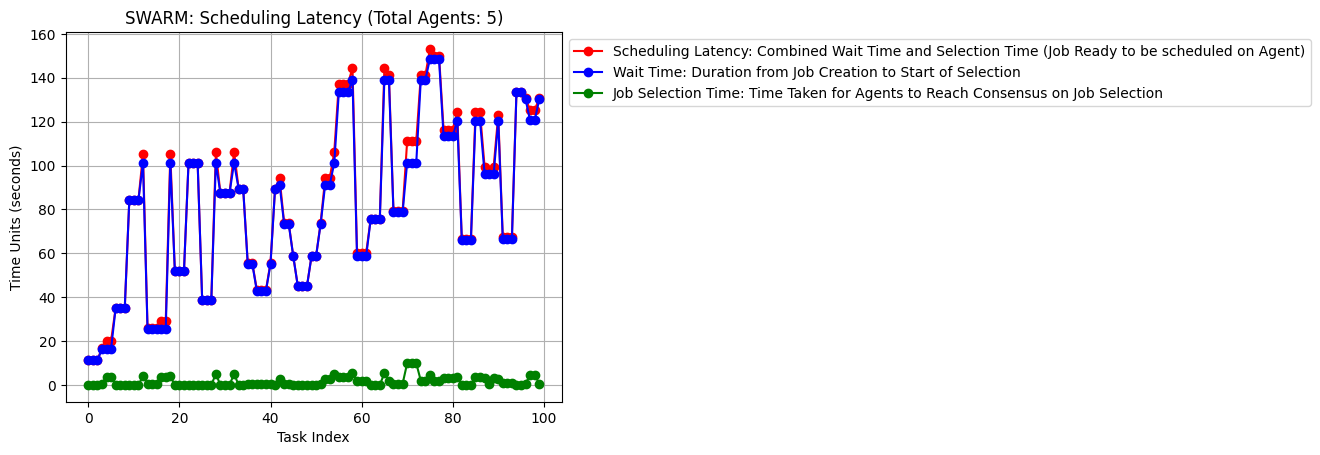 SWARM: Scheduling Latency (Total Agents: 5)
Scheduling Latency: Combined Wait Time and Selection Time (Job Ready to be scheduled on Agent)
Wait Time: Duration from Job Creation to Start of Selection
Job Selection Time: Time Taken for Agents to Reach Consensus on Job Selection
Time Units (seconds)
160
140
120
100
80
60
40
20
0
0 20 40 60 80 100
Task Index